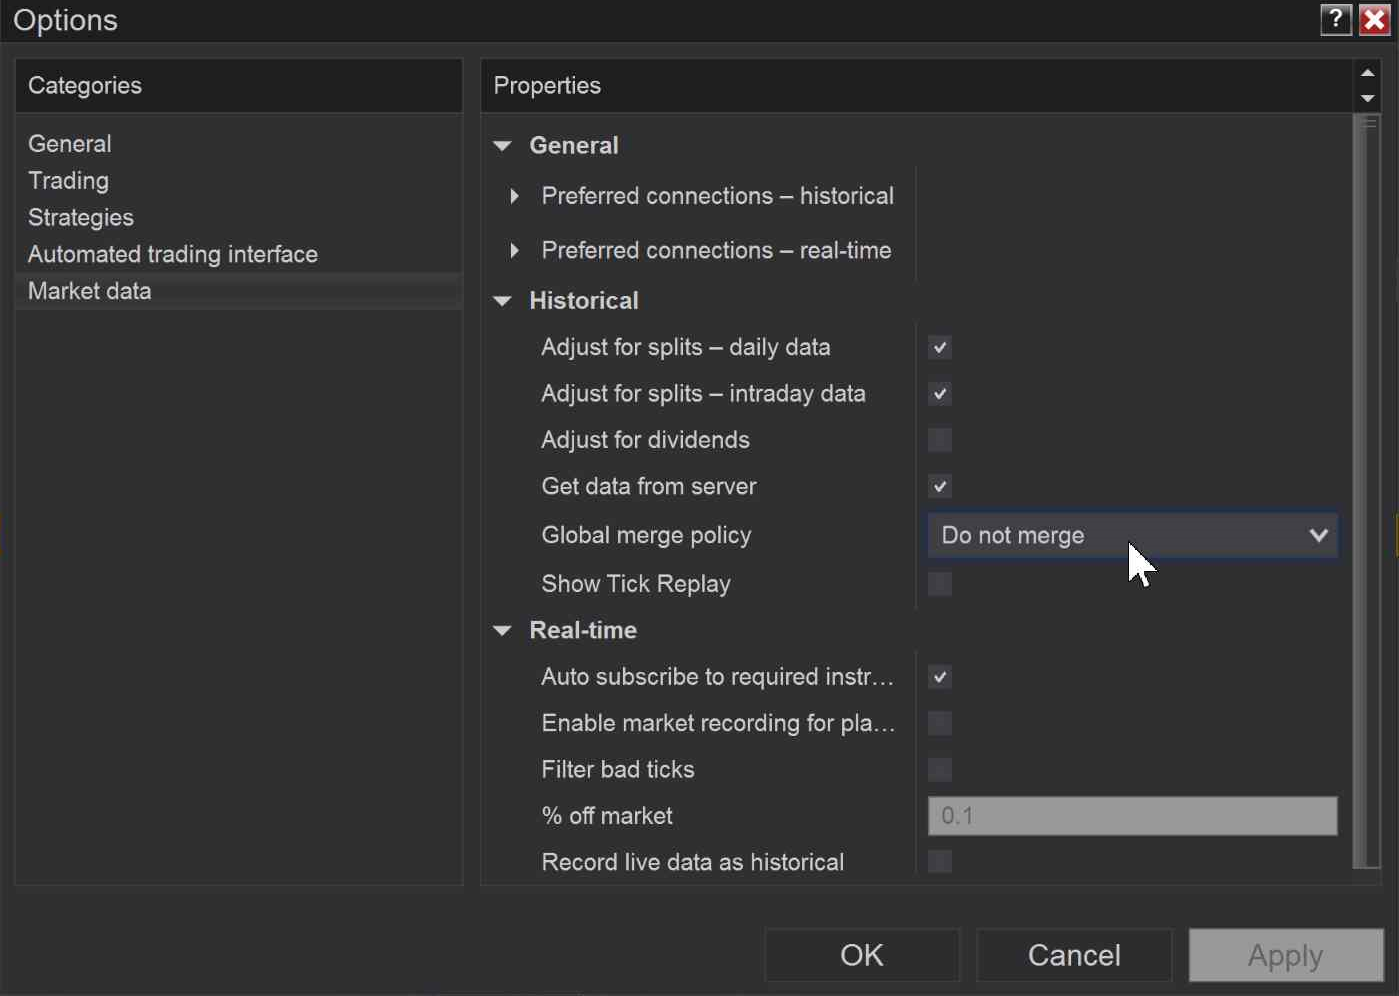 Options
?
Categories
General
Trading
Strategies
Automated trading interface
Market data
Properties
General
Preferred connections – historical
Preferred connections – real-time
Historical
Adjust for splits – daily data
Adjust for splits – intraday data
Adjust for dividends
Get data from server
Global merge policy Do not merge
Show Tick Replay
Real-time
Auto subscribe to required instr...
Enable market recording for pla...
Filter bad ticks
% off market 0.1
Record live data as historical
OK Cancel Apply